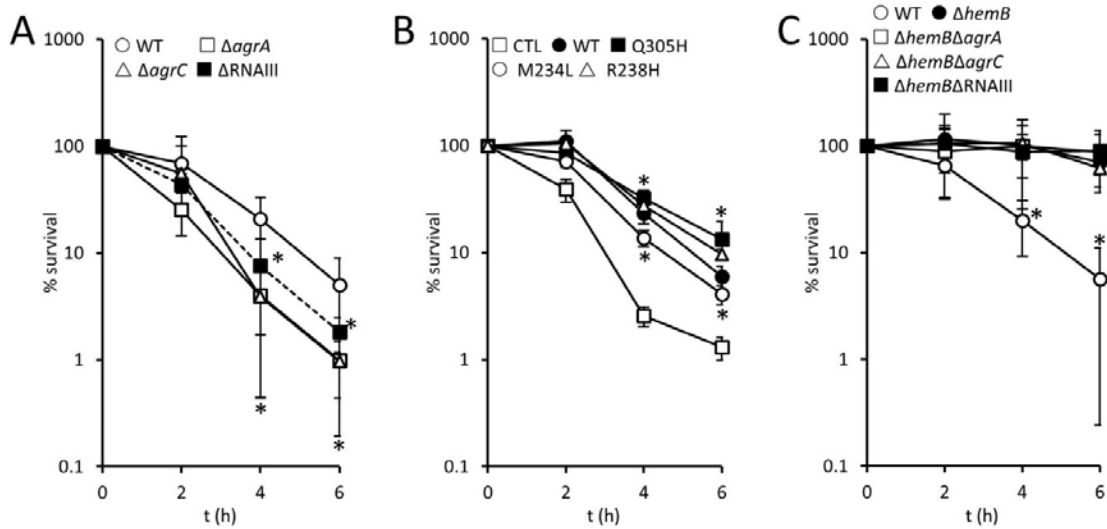 A
WT ΔagrA
ΔagrC ΔRNAIII
1000
100
10
1
0.1
% survival
0 2 4 6
t (h)
* * * *
B
CTL WT Q305H
M234L R238H
1000
100
10
1
0.1
% survival
0 2 4 6
t (h)
* * * *
C
WT ΔhemB
ΔhemBΔagrA
ΔhemBΔagrC
ΔhemBΔRNAIII
1000
100
10
1
0.1
% survival
0 2 4 6
t (h)
* *